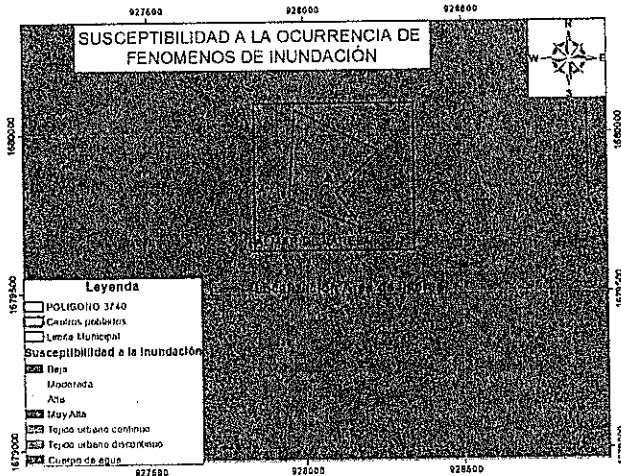 927500 928000 928500
SUSCEPTIBILIDAD A LA OCURRENCIA DE
FENOMENOS DE INUNDACIÓN
N
W E
S
1680000 1680000
1679500 1679500
Leyenda
POLIGONO 3740
Centros poblados
Limite Municipal
Susceptibilidad a la Inundación
Baja
Moderada
Alta
Muy Alta
Tejido urbano continuo
Tejido urbano discontinuo
Cuerpo de agua
1679000
927500 928000 928500